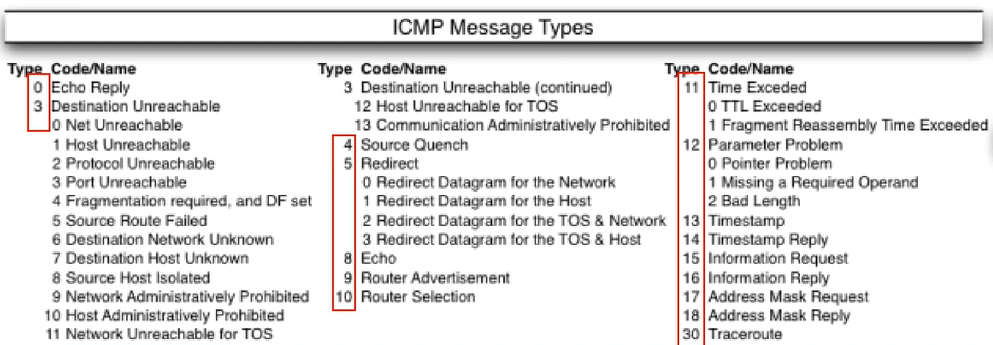 ICMP Message Types
Type Code/Name
0 Echo Reply
3 Destination Unreachable
0 Net Unreachable
1 Host Unreachable
2 Protocol Unreachable
3 Port Unreachable
4 Fragmentation required, and DF set
5 Source Route Failed
6 Destination Network Unknown
7 Destination Host Unknown
8 Source Host Isolated
9 Network Administratively Prohibited
10 Host Administratively Prohibited
11 Network Unreachable for TOS
Type Code/Name
3 Destination Unreachable (continued)
12 Host Unreachable for TOS
13 Communication Administratively Prohibited
4 Source Quench
5 Redirect
0 Redirect Datagram for the Network
1 Redirect Datagram for the Host
2 Redirect Datagram for the TOS & Network
3 Redirect Datagram for the TOS & Host
8 Echo
9 Router Advertisement
10 Router Selection
Type Code/Name
11 Time Exceded
0 TTL Exceeded
1 Fragment Reassembly Time Exceeded
12 Parameter Problem
0 Pointer Problem
1 Missing a Required Operand
2 Bad Length
13 Timestamp
14 Timestamp Reply
15 Information Request
16 Information Reply
17 Address Mask Request
18 Address Mask Reply
30 Traceroute